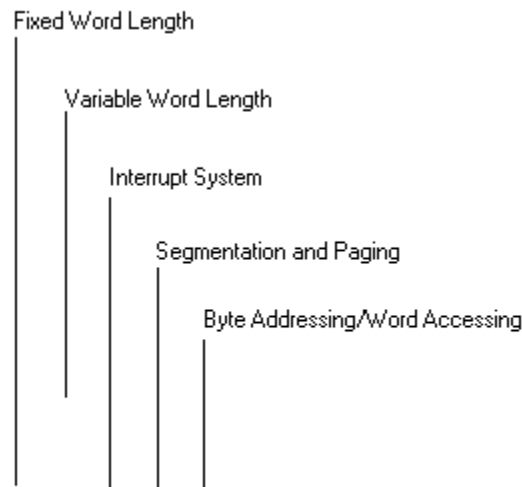 Fixed Word Length
Variable Word Length
Interrupt System
Segmentation and Paging
Byte Addressing/Word Accessing